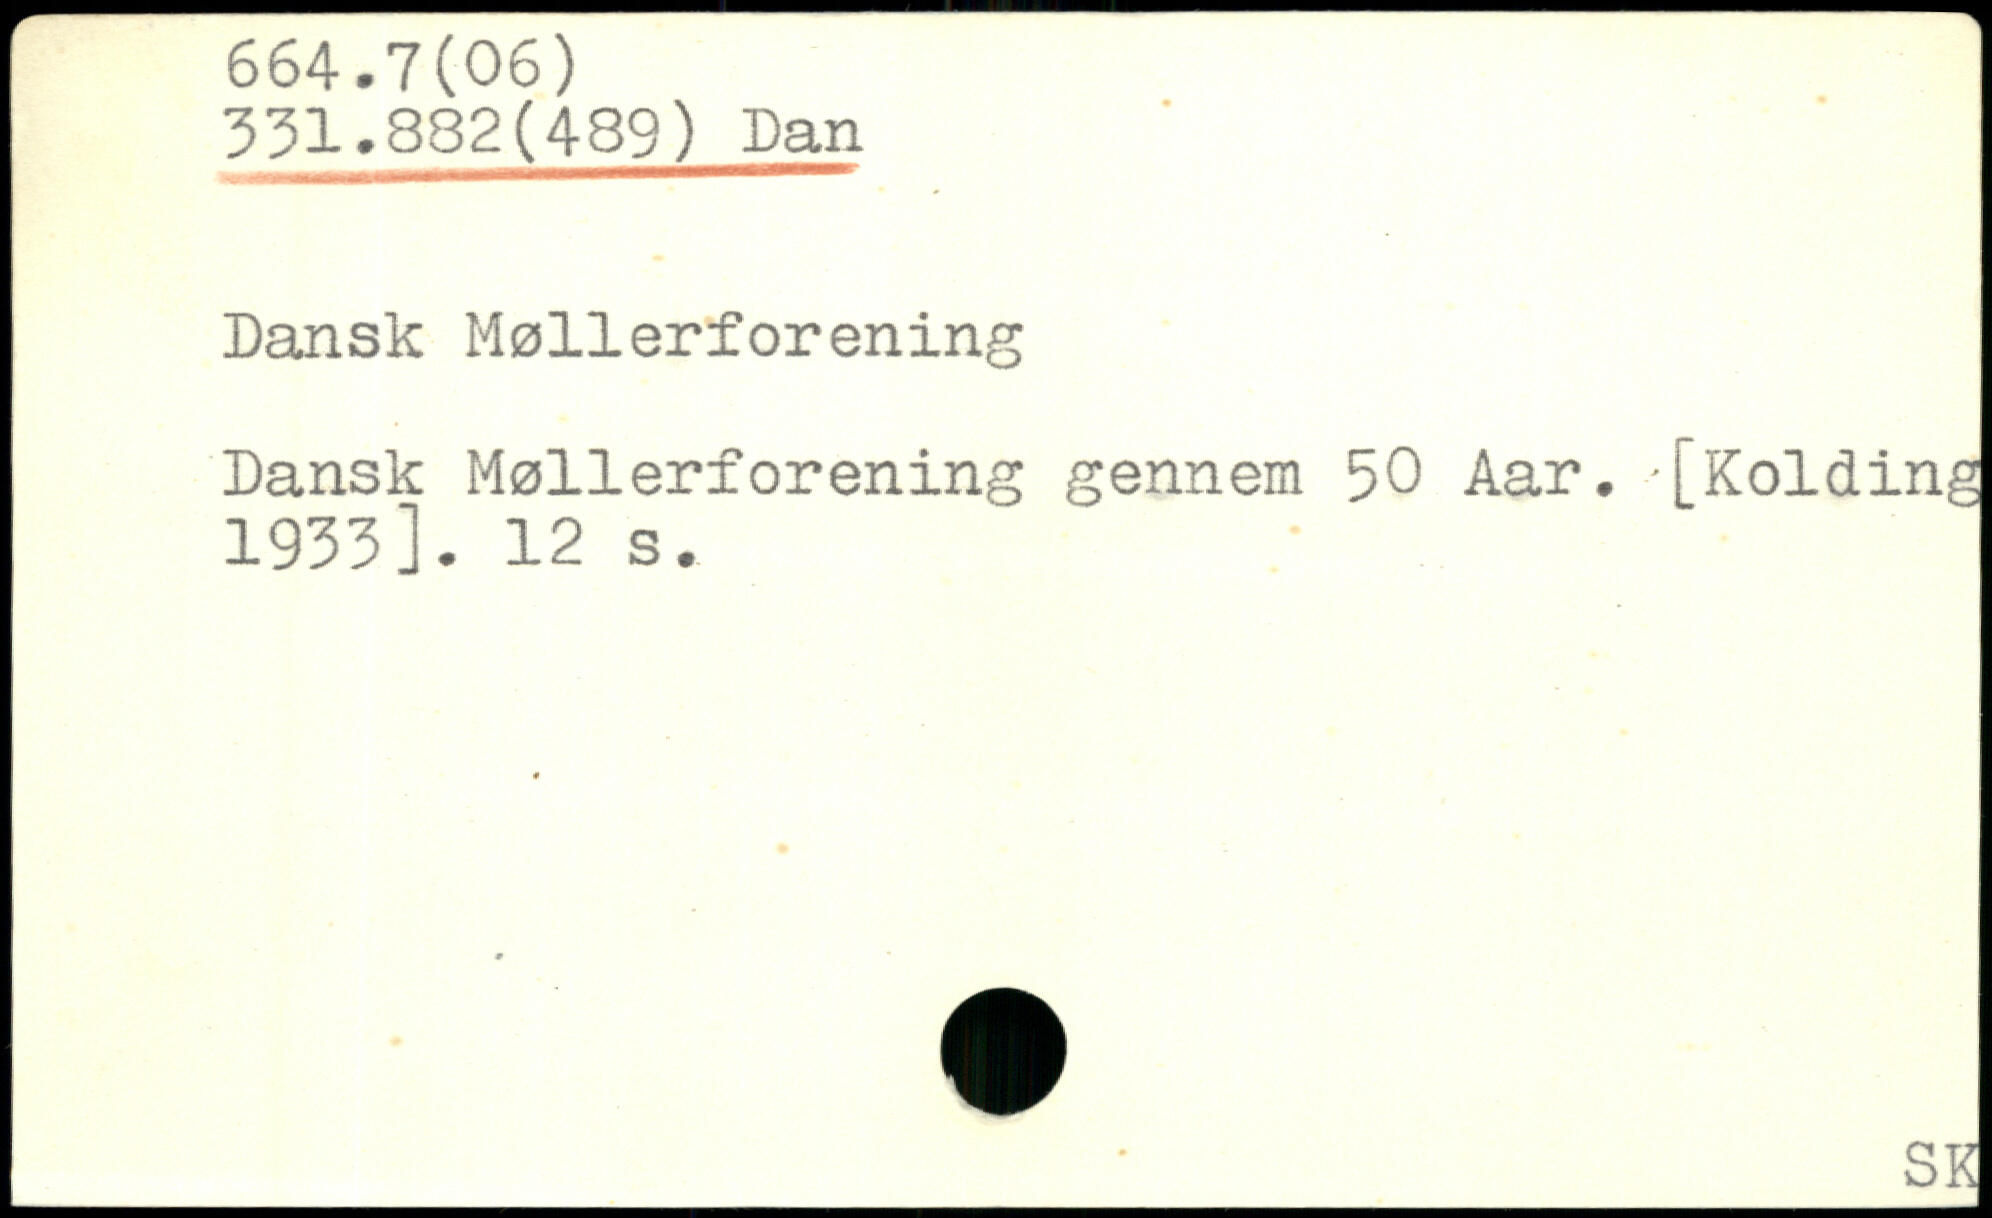 664.7(06)
331.882(489) Dan
Dansk Møllerforening
Dansk Møllerforening gennem 50 Aar. [Kolding
1933]. 12 s.
SK